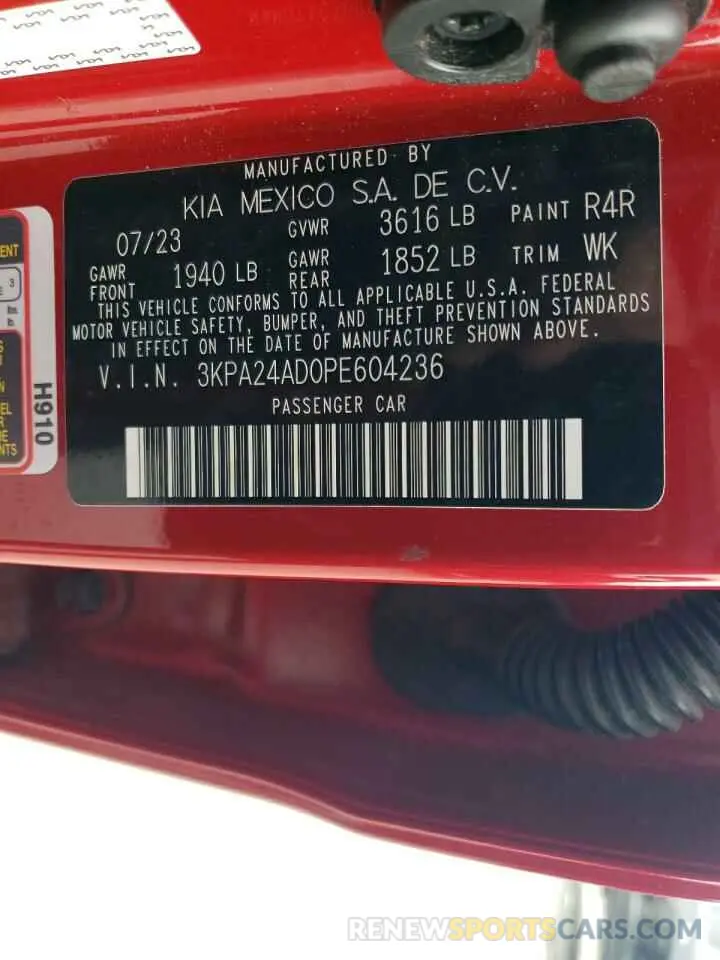 MANUFACTURED BY
KIA MEXICO S.A. DE C.V.
07/23 GVWR 3616 LB PAINT R4R
GAWR FRONT 1940 LB GAWR REAR 1852 LB TRIM WK
THIS VEHICLE CONFORMS TO ALL APPLICABLE U.S.A. FEDERAL
MOTOR VEHICLE SAFETY, BUMPER, AND THEFT PREVENTION STANDARDS
IN EFFECT ON THE DATE OF MANUFACTURE SHOWN ABOVE.
V.I.N. 3KPA24AD0PE604236
PASSENGER CAR
H910
3
RENEWSPORTSCARS.COM